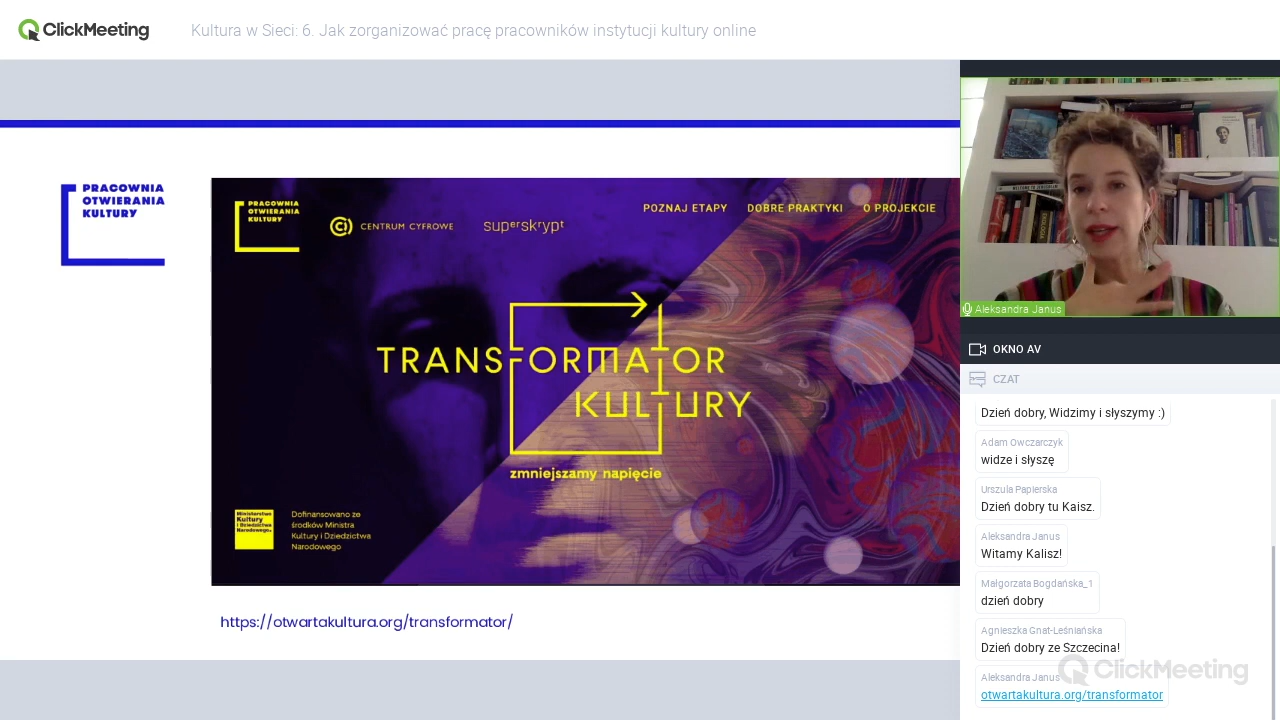 ClickMeeting
Kultura w Sieci: 6. Jak zorganizować pracę pracowników instytucji kultury online
PRACOWNIA
OTWIERANIA
KULTURY
PRACOWNIA
OTWIERANIA
KULTURY
CENTRUM CYFROWE
superskrypt
POZNAJ ETAPY DOBRE PRAKTYKI O PROJEKCIE
TRANSFORMATOR
KULTURY
zmniejszamy napięcie
Ministerstwo
Kultury
i Dziedzictwa
Narodowego.
Dofinansowano ze
środków Ministra
Kultury i Dziedzictwa
Narodowego
https://otwartakultura.org/transformator/
Aleksandra Janus
OKNO AV
CZAT
Dzień dobry, Widzimy i słyszymy :)
Adam Owczarczyk
widze i słyszę
Urszula Papierska
Dzień dobry tu Kaisz.
Aleksandra Janus
Witamy Kalisz!
Małgorzata Bogdańska_1
dzień dobry
Agnieszka Gnat-Leśniańska
Dzień dobry ze Szczecina!
Aleksandra Janus
otwartakultura.org/transformator
ClickMeeting